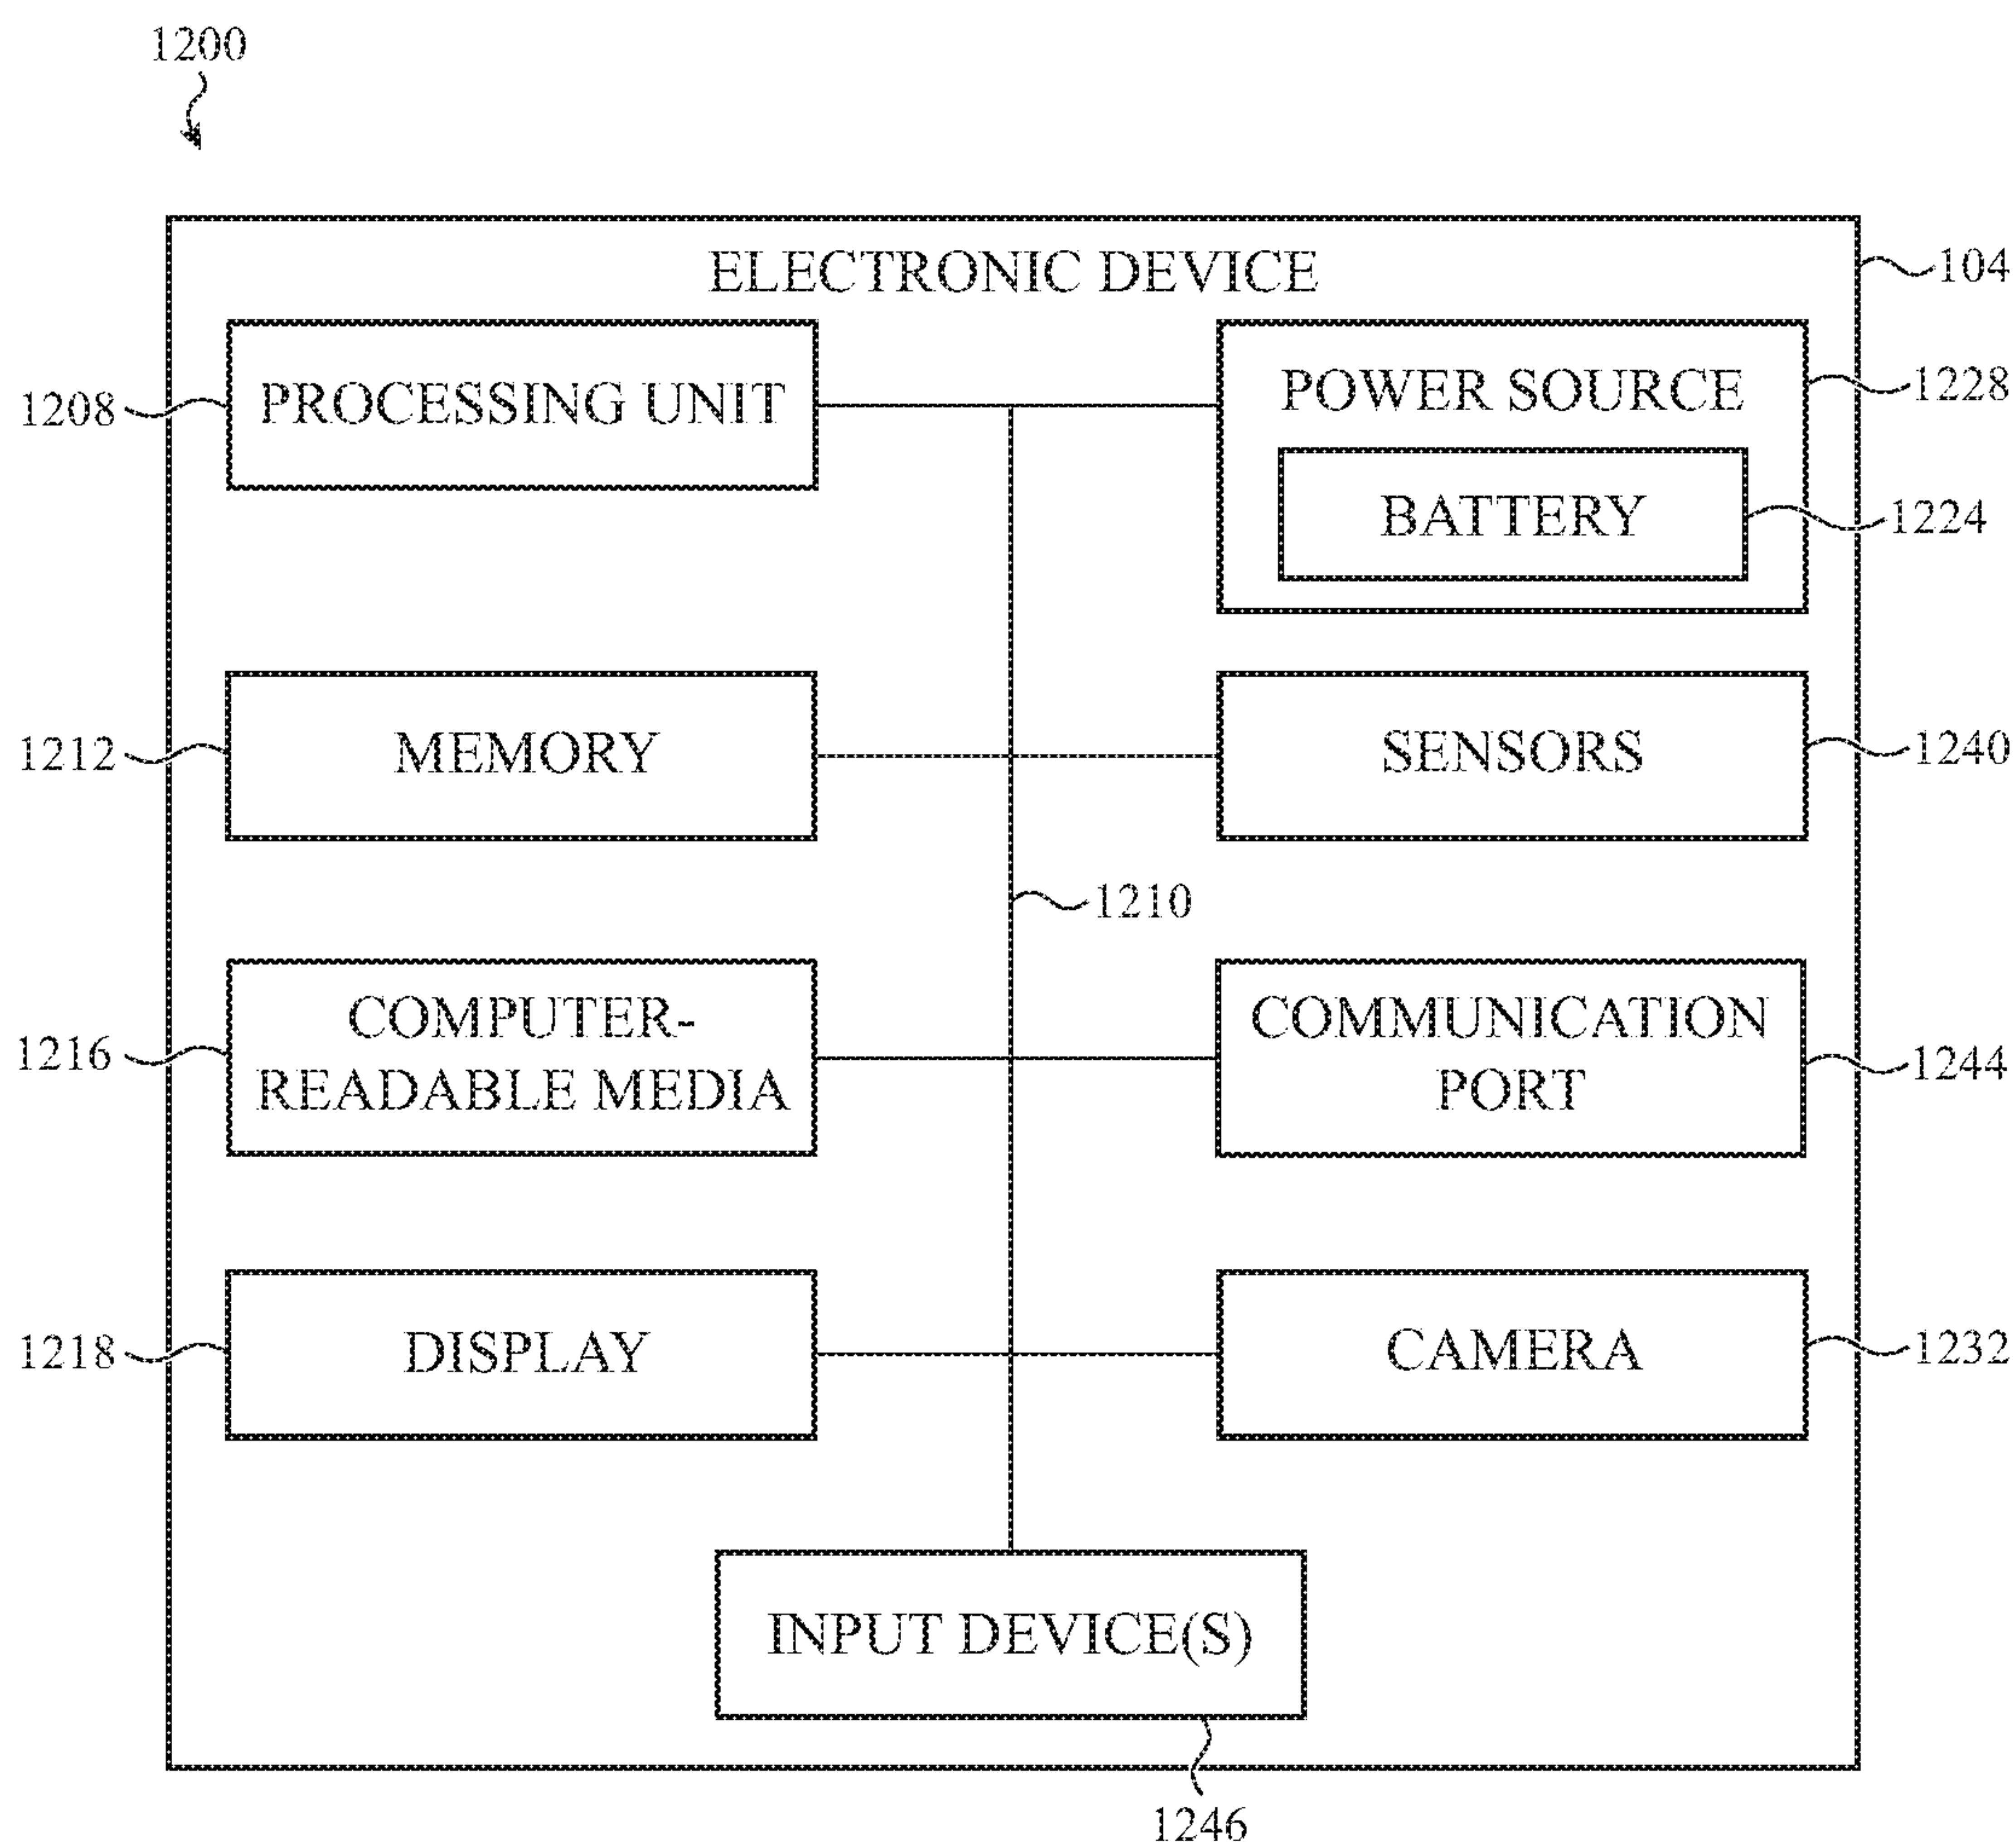 1200
ELECTRONIC DEVICE
104
PROCESSING UNIT
1208
POWER SOURCE
1228
BATTERY
1224
MEMORY
1212
SENSORS
1240
1210
COMPUTER-
READABLE MEDIA
1216
COMMUNICATION
PORT
1244
DISPLAY
1218
CAMERA
1232
INPUT DEVICE(S)
1246